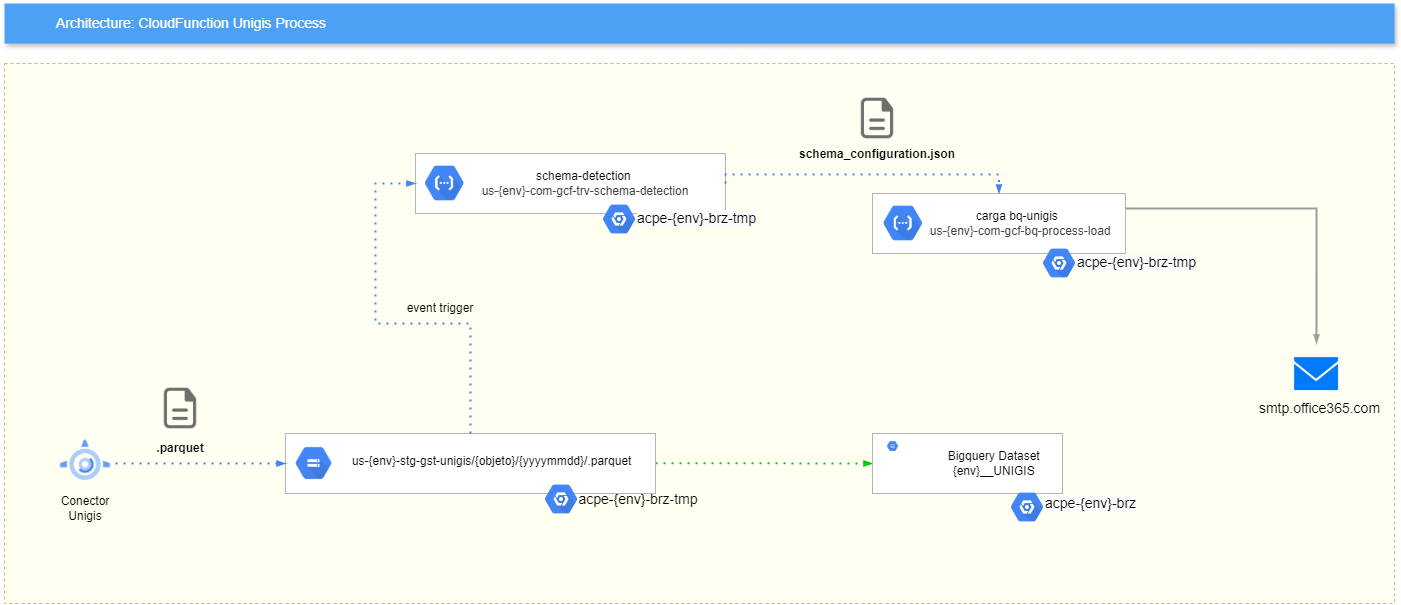 Architecture: CloudFunction Unigis Process
schema_configuration.json
schema-detection
us-{env}-com-gcf-trv-schema-detection
acpe-{env}-brz-tmp
carga bq-unigis
us-{env}-com-gcf-bq-process-load
acpe-{env}-brz-tmp
event trigger
smtp.office365.com
.parquet
Conector
Unigis
us-{env}-stg-gst-unigis/{objeto}/{yyyymmdd}/.parquet
acpe-{env}-brz-tmp
Bigquery Dataset
{env}__UNIGIS
acpe-{env}-brz